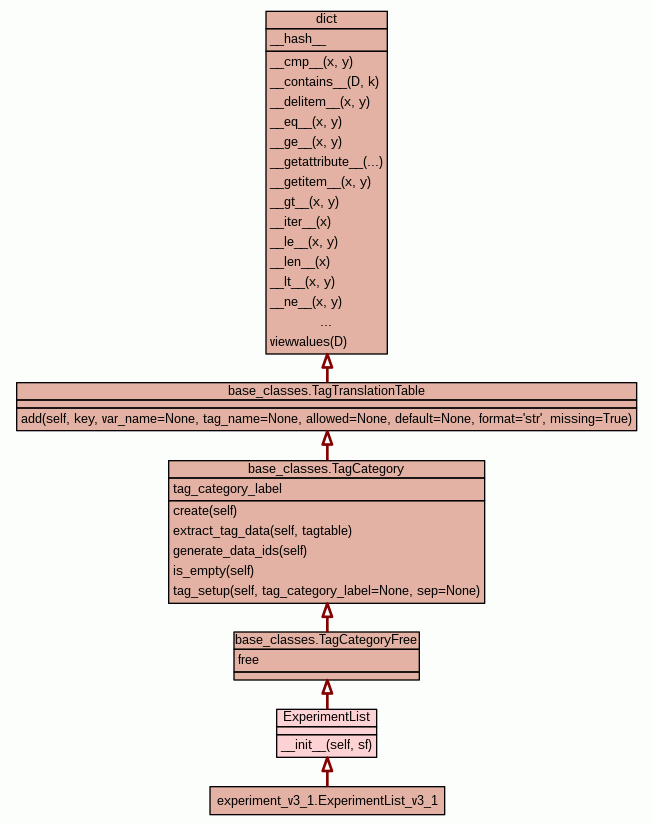 dict
__hash__
__cmp__(x, y)
__contains__(D, k)
__delitem__(x, y)
__eq__(x, y)
__ge__(x, y)
__getattribute__(...)
__getitem__(x, y)
__gt__(x, y)
__iter__(x)
__le__(x, y)
__len__(x)
__lt__(x, y)
__ne__(x, y)
...
viewvalues(D)
base_classes.TagTranslationTable
add(self, key, var_name=None, tag_name=None, allowed=None, default=None, format='str', missing=True)
base_classes.TagCategory
tag_category_label
create(self)
extract_tag_data(self, tagtable)
generate_data_ids(self)
is_empty(self)
tag_setup(self, tag_category_label=None, sep=None)
base_classes.TagCategoryFree
free
ExperimentList
__init__(self, sf)
experiment_v3_1.ExperimentList_v3_1